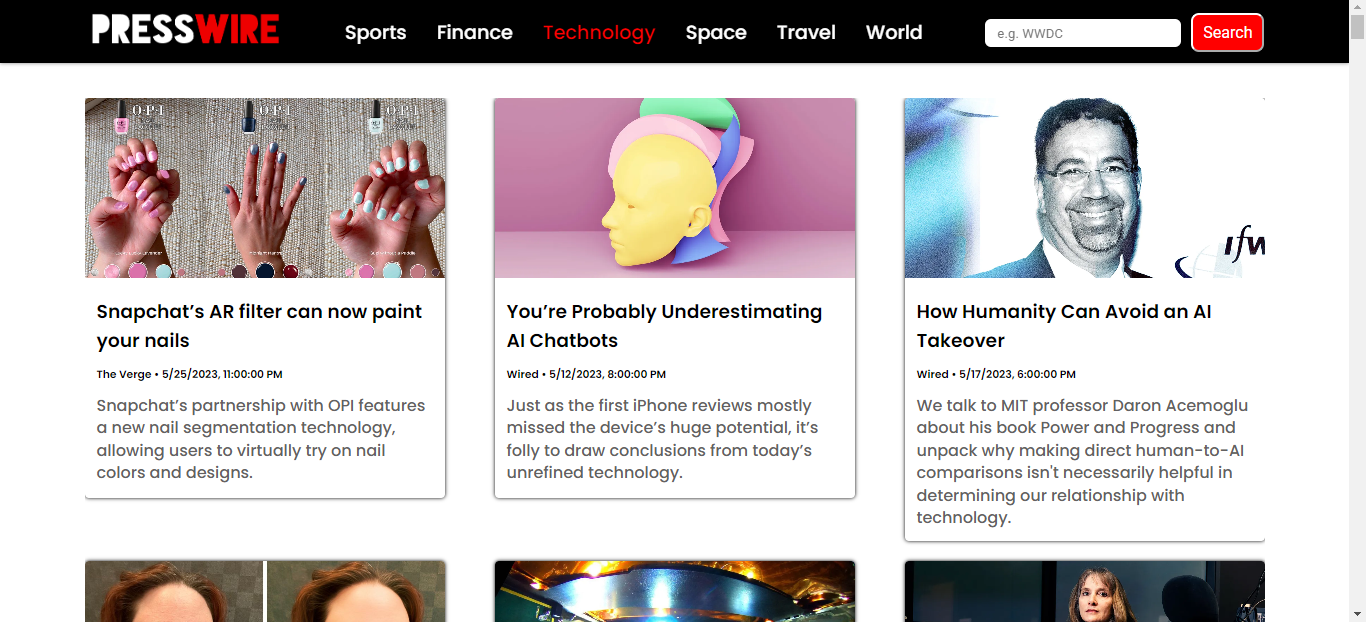 PRESSWIRE
Sports
Finance
Technology
Space
Travel
World
e.g. WWDC
Search
O·P·I
O·P·I
O·P·I
Snapchat’s AR filter can now paint
your nails
The Verge • 5/25/2023, 11:00:00 PM
Snapchat’s partnership with OPI features
a new nail segmentation technology,
allowing users to virtually try on nail
colors and designs.
You’re Probably Underestimating
AI Chatbots
Wired • 5/12/2023, 8:00:00 PM
Just as the first iPhone reviews mostly
missed the device’s huge potential, it’s
folly to draw conclusions from today’s
unrefined technology.
ifw
How Humanity Can Avoid an AI
Takeover
Wired • 5/17/2023, 6:00:00 PM
We talk to MIT professor Daron Acemoglu
about his book Power and Progress and
unpack why making direct human-to-AI
comparisons isn't necessarily helpful in
determining our relationship with
technology.